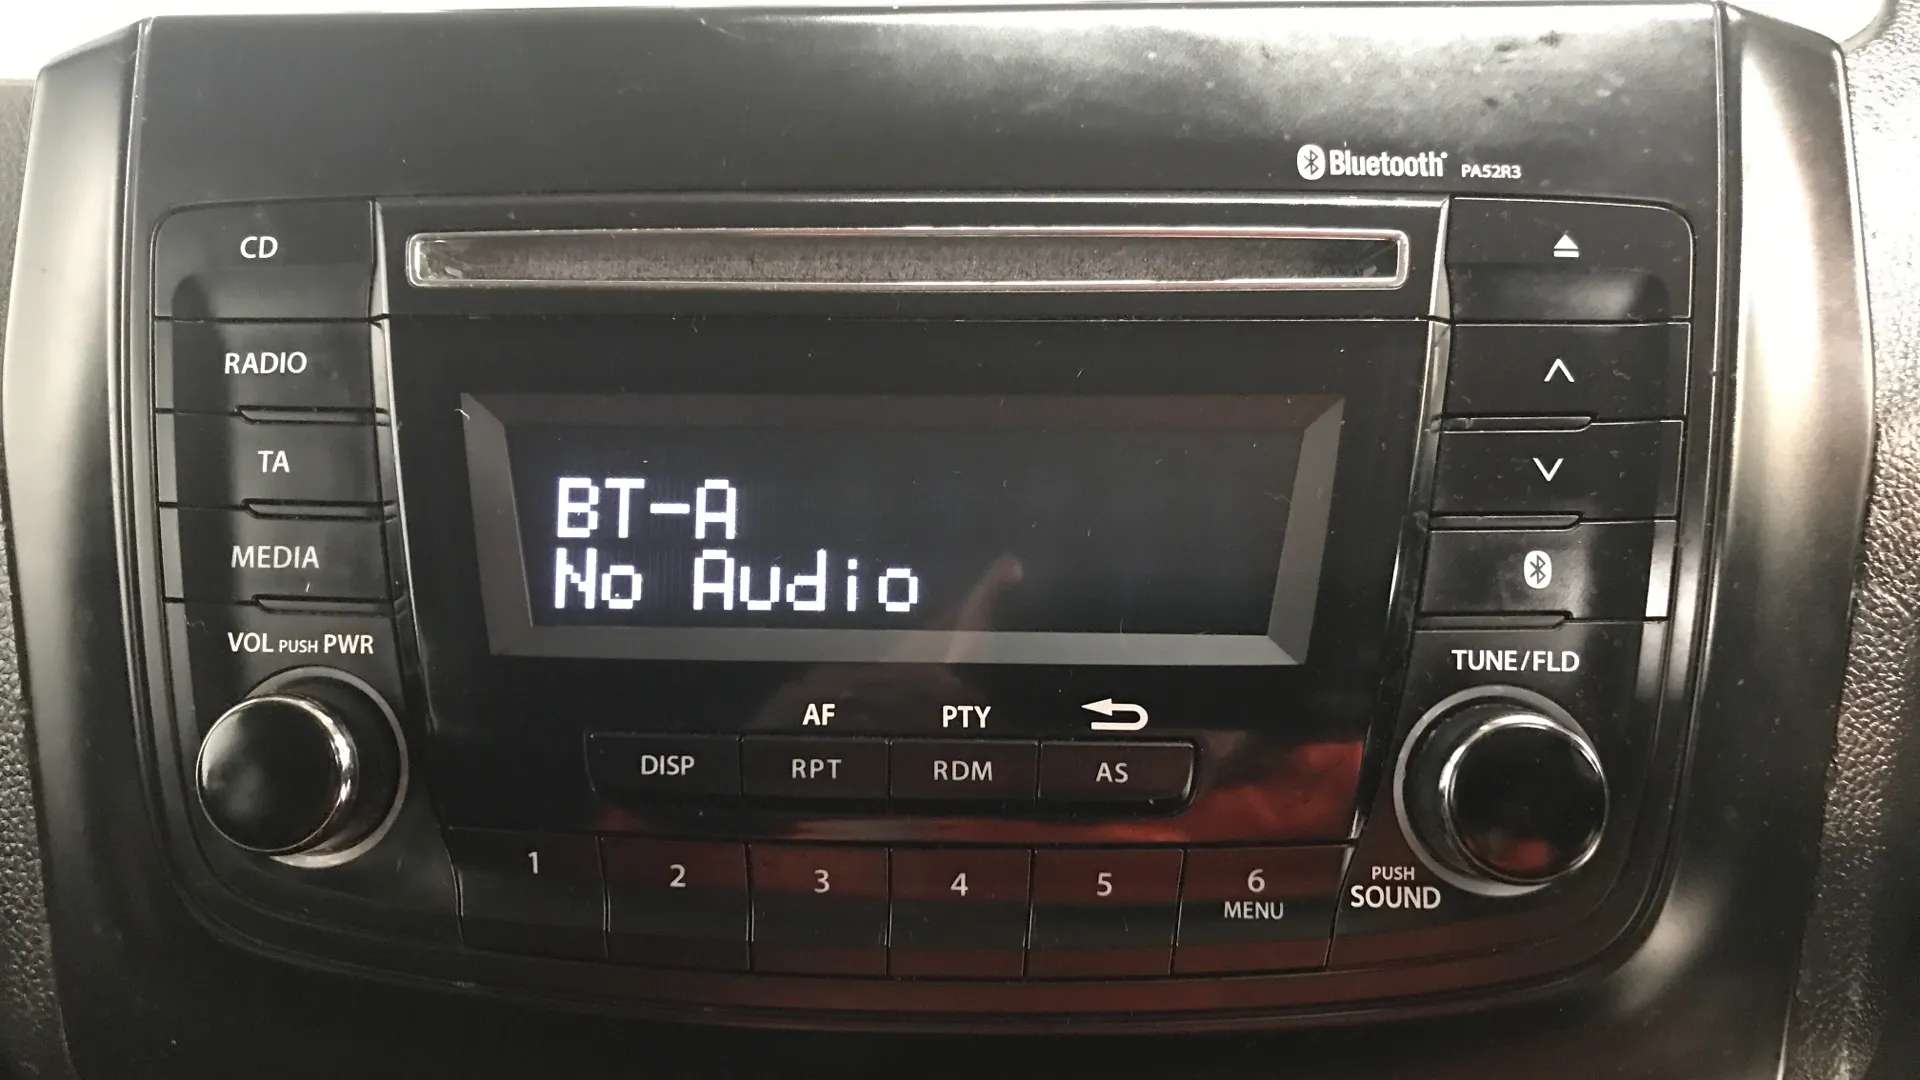 Bluetooth PA52R3
CD
RADIO
TA
MEDIA
VOL PUSH PWR
BT-A
No Audio
TUNE/FLD
AF PTY
DISP RPT RDM AS
1 2 3 4 5 6
MENU
PUSH
SOUND